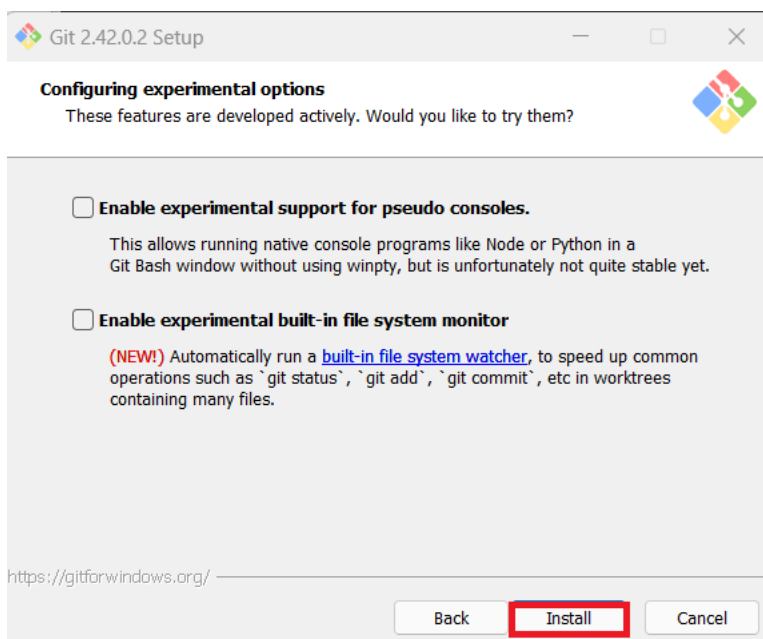 Git 2.42.0.2 Setup
Configuring experimental options
These features are developed actively. Would you like to try them?
Enable experimental support for pseudo consoles.
This allows running native console programs like Node or Python in a
Git Bash window without using winpty, but is unfortunately not quite stable yet.
Enable experimental built-in file system monitor
(NEW!) Automatically run a built-in file system watcher, to speed up common
operations such as `git status`, `git add`, `git commit`, etc in worktrees
containing many files.
https://gitforwindows.org/
Back Install Cancel